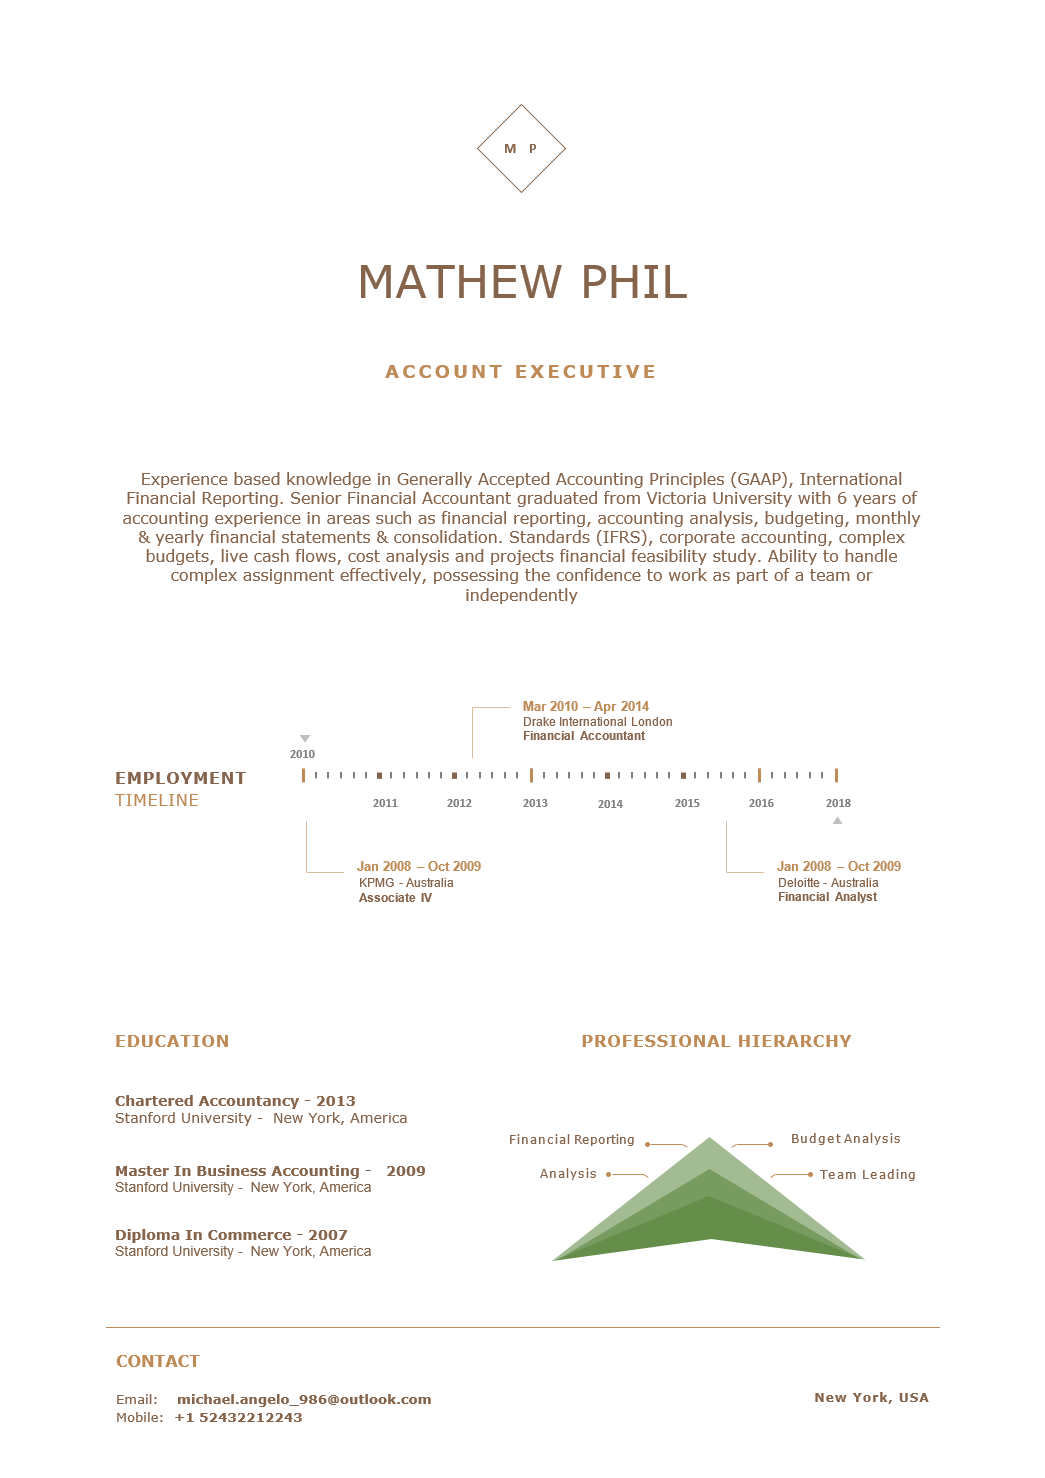 M P
MATHEW PHIL
ACCOUNT EXECUTIVE
Experience based knowledge in Generally Accepted Accounting Principles (GAAP), International
Financial Reporting. Senior Financial Accountant graduated from Victoria University with 6 years of
accounting experience in areas such as financial reporting, accounting analysis, budgeting, monthly
& yearly financial statements & consolidation. Standards (IFRS), corporate accounting, complex
budgets, live cash flows, cost analysis and projects financial feasibility study. Ability to handle
complex assignment effectively, possessing the confidence to work as part of a team or
independently
EMPLOYMENT
TIMELINE
Mar 2010 – Apr 2014
Drake International London
Financial Accountant
2010
2011 2012 2013 2014 2015 2016 2018
Jan 2008 – Oct 2009
KPMG - Australia
Associate IV
Jan 2008 – Oct 2009
Deloitte - Australia
Financial Analyst
EDUCATION
Chartered Accountancy - 2013
Stanford University - New York, America
Master In Business Accounting - 2009
Stanford University - New York, America
Diploma In Commerce - 2007
Stanford University - New York, America
PROFESSIONAL HIERARCHY
Financial Reporting
Budget Analysis
Analysis
Team Leading
CONTACT
Email: michael.angelo_986@outlook.com
Mobile: +1 52432212243
New York, USA